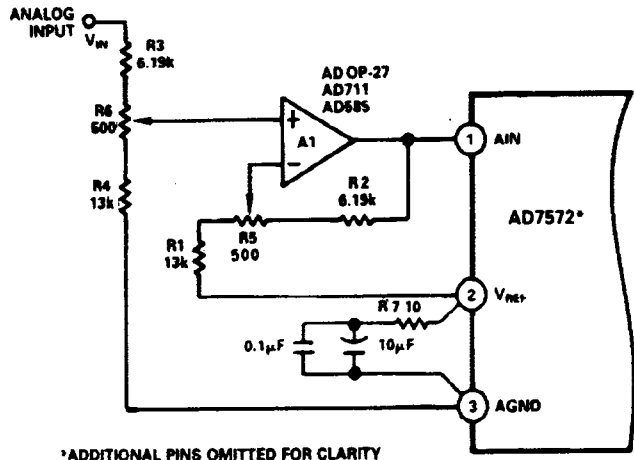 ANALOG
INPUT
VIN
R3
6.19k
R6
500
R4
13k
AD OP-27
AD711
AD685
+
A1
−
R2
6.19k
R5
500
R1
13k
1
AIN
AD7572*
2
VREF
R7 10
0.1µF
10µF
3
AGND
*ADDITIONAL PINS OMITTED FOR CLARITY